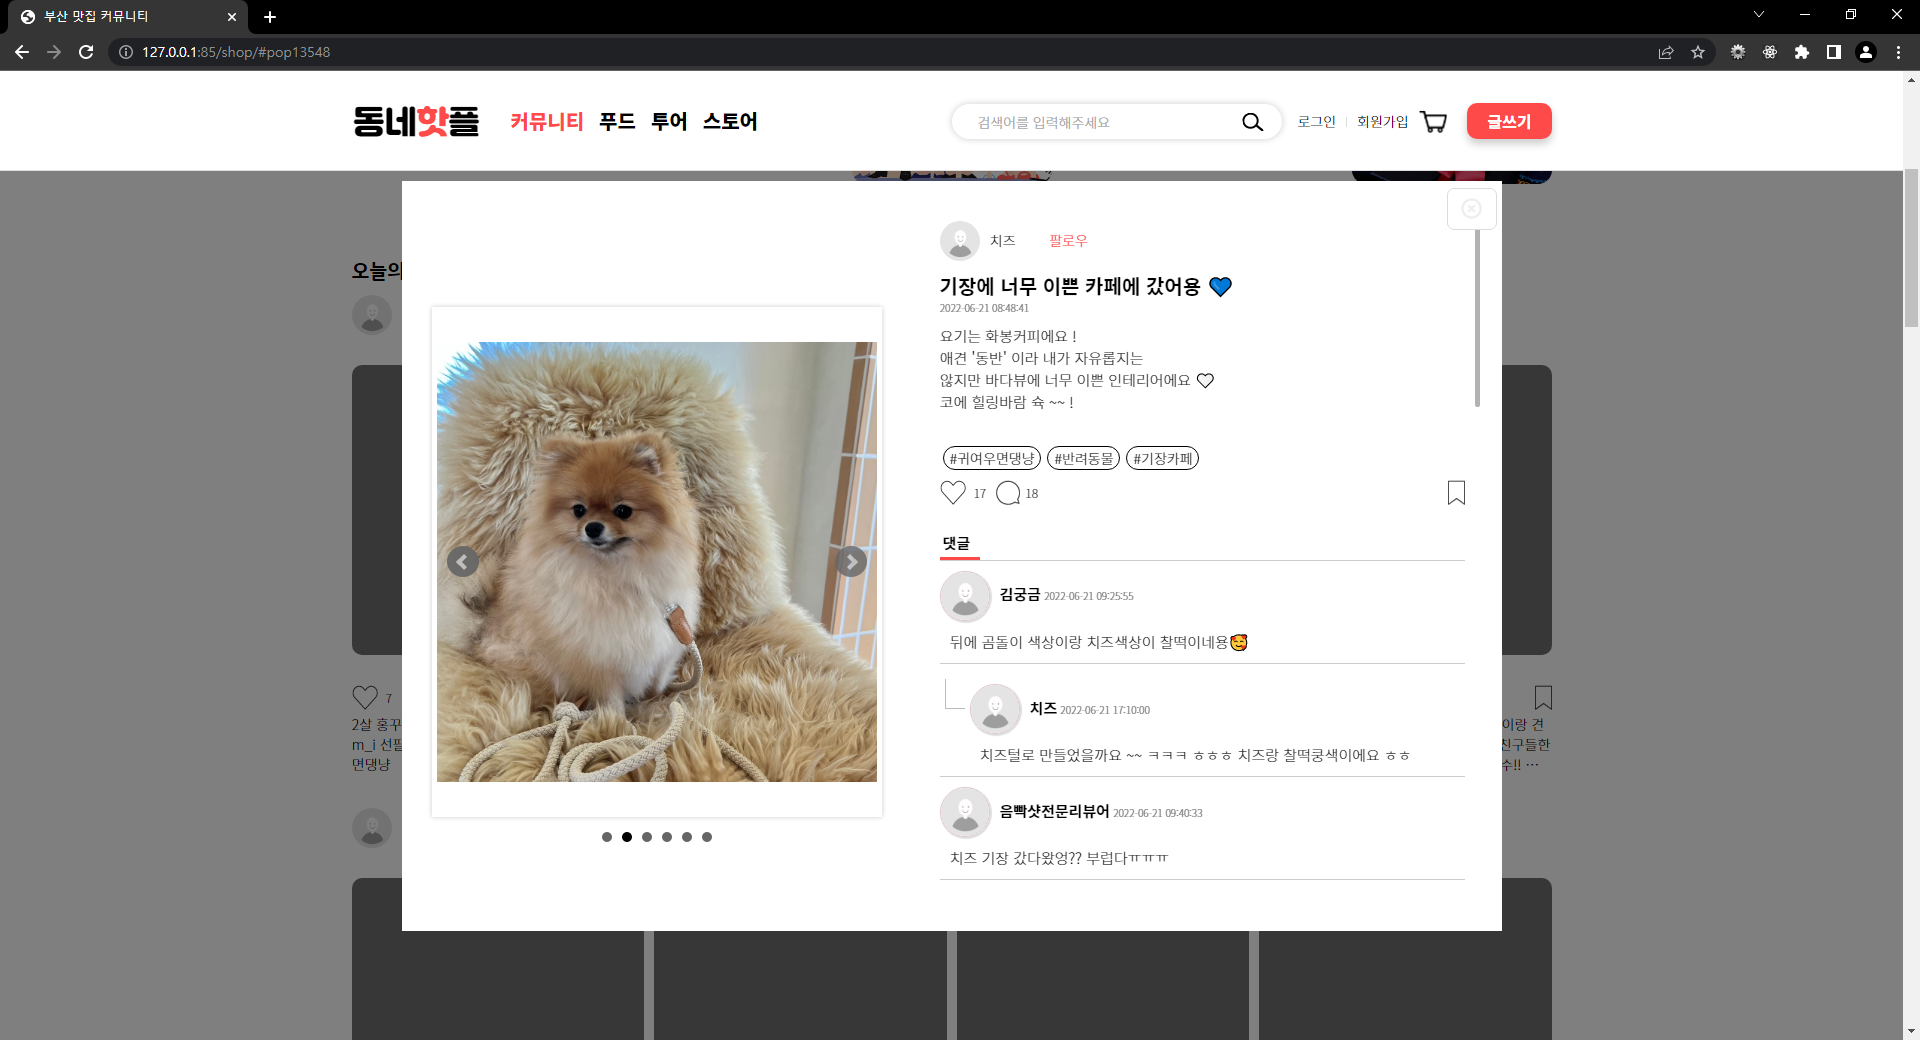 부산 맛집 커뮤니티
127.0.0.1:85/shop/#pop13548
동네핫플
커뮤니티 푸드 투어 스토어
검색어를 입력해주세요
로그인 회원가입
글쓰기
오늘의
치즈 팔로우
기장에 너무 이쁜 카페에 갔어용 💙
2022-06-21 08:48:41
요기는 화봉커피에요 !
애견 '동반' 이라 내가 자유롭지는
않지만 바다뷰에 너무 이쁜 인테리어에요 ♡
코에 힐링바람 슉 ~~ !
#귀여우면댕냥 #반려동물 #기장카페
17 18
댓글
김궁금 2022-06-21 09:25:55
뒤에 곰돌이 색상이랑 치즈색상이 찰떡이네용🥰
치즈 2022-06-21 17:10:00
치즈털로 만들었을까요 ~~ ㅋㅋㅋ ㅎㅎㅎ 치즈랑 찰떡쿵색이에요 ㅎㅎ
음빡샷전문리뷰어 2022-06-21 09:40:33
치즈 기장 갔다왔엉?? 부럽다ㅠㅠㅠ
7
2살 홍꾸
m_i 선팔
면댕냥
이랑 견
친구들한
수!! …